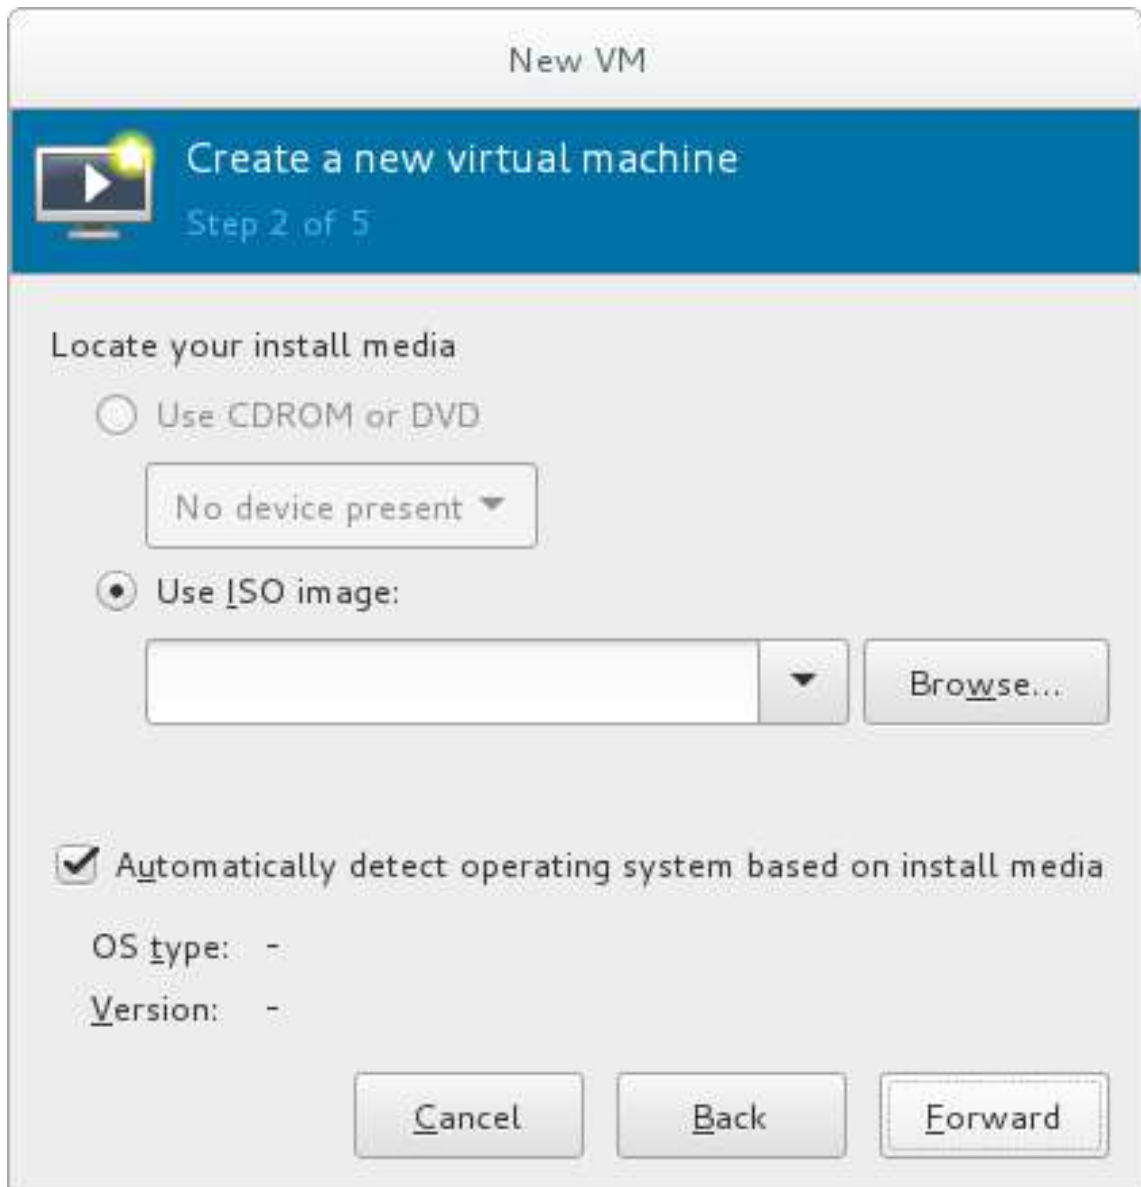 New VM
Create a new virtual machine
Step 2 of 5
Locate your install media
Use CDROM or DVD
No device present
Use ISO image:
Browse...
Automatically detect operating system based on install media
OS type: -
Version: -
Cancel Back Forward